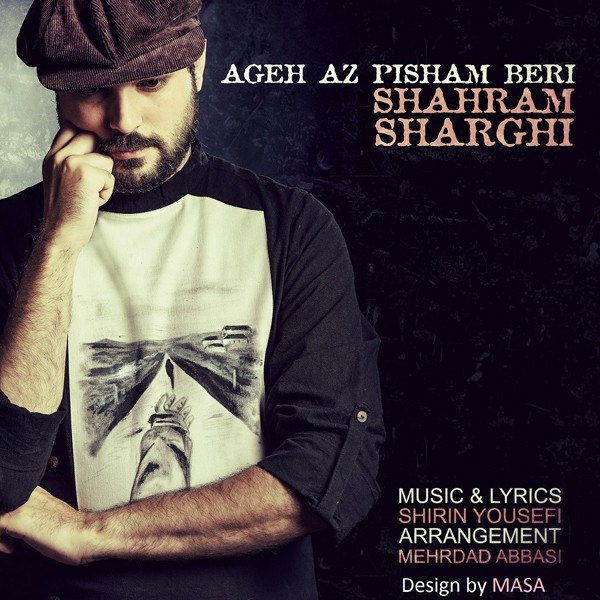 AGEH AZ PISHAM BERI
SHAHRAM
SHARGHI
MUSIC & LYRICS
SHIRIN YOUSEFI
ARRANGEMENT
MEHRDAD ABBASI
Design by MASA